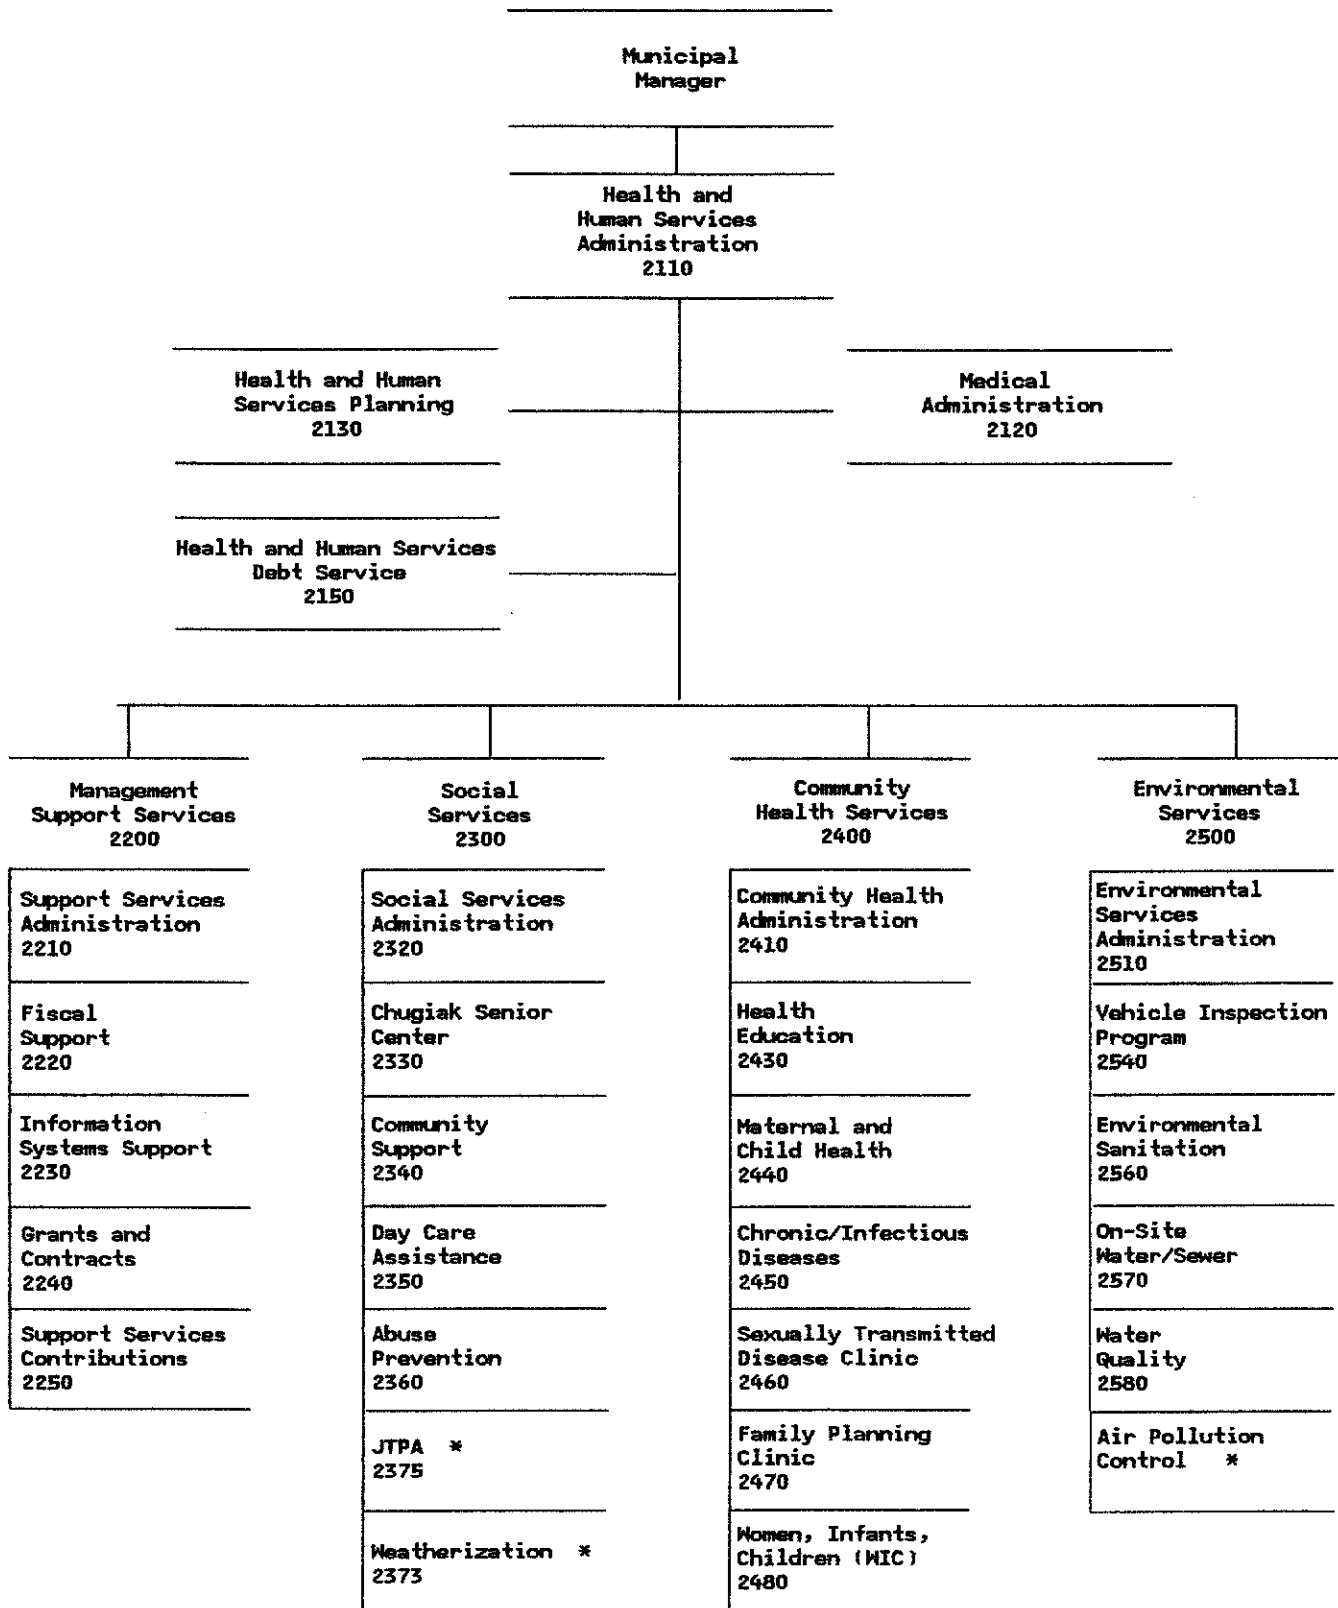 Municipal
Manager
Health and
Human Services
Administration
2110
Health and Human
Services Planning
2130
Medical
Administration
2120
Health and Human Services
Debt Service
2150
Management
Support Services
2200
Support Services
Administration
2210
Fiscal
Support
2220
Information
Systems Support
2230
Grants and
Contracts
2240
Support Services
Contributions
2250
Social
Services
2300
Social Services
Administration
2320
Chugiak Senior
Center
2330
Community
Support
2340
Day Care
Assistance
2350
Abuse
Prevention
2360
JTPA *
2375
Weatherization *
2373
Community
Health Services
2400
Community Health
Administration
2410
Health
Education
2430
Maternal and
Child Health
2440
Chronic/Infectious
Diseases
2450
Sexually Transmitted
Disease Clinic
2460
Family Planning
Clinic
2470
Women, Infants,
Children (WIC)
2480
Environmental
Services
2500
Environmental
Services
Administration
2510
Vehicle Inspection
Program
2540
Environmental
Sanitation
2560
On-Site
Water/Sewer
2570
Water
Quality
2580
Air Pollution
Control *